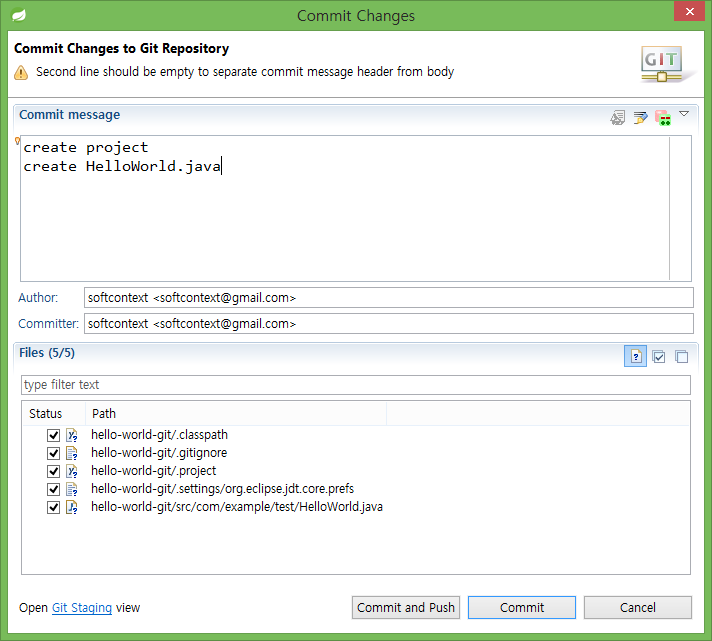 Commit Changes
Commit Changes to Git Repository
Second line should be empty to separate commit message header from body
GIT
Commit message
create project
create HelloWorld.java
Author: softcontext <softcontext@gmail.com>
Committer: softcontext <softcontext@gmail.com>
Files (5/5)
type filter text
Status Path
hello-world-git/.classpath
hello-world-git/.gitignore
hello-world-git/.project
hello-world-git/.settings/org.eclipse.jdt.core.prefs
hello-world-git/src/com/example/test/HelloWorld.java
Open Git Staging view Commit and Push Commit Cancel